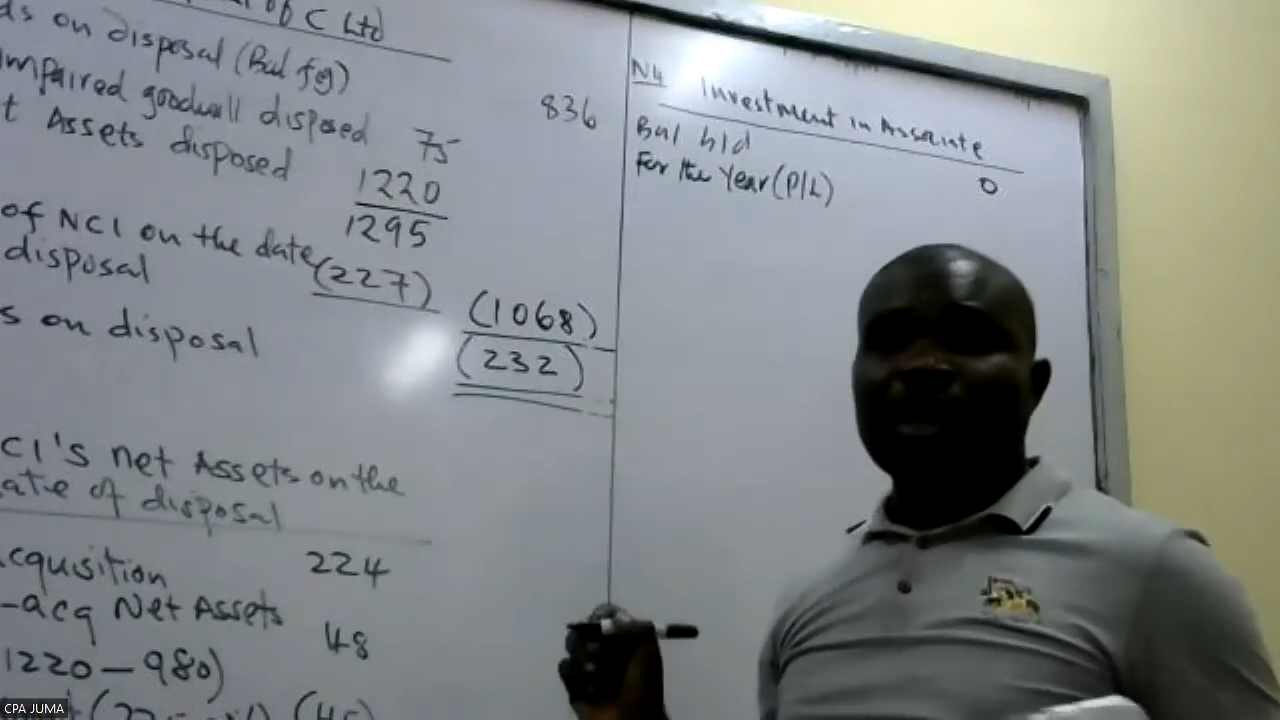 of C Ltd
ds on disposal (Bal fig)
836
mpaired goodwill disposed 75
t Assets disposed 1220
1295
of NCI on the date
disposal (227)
(1068)
s on disposal (232)
CI's net Assets on the
ate of disposal
cquisition 224
-acq Net Assets 48
1220-980)
N4 Investment in Associate
Bal b/d 0
For the Year (P/L)
CPA JUMA